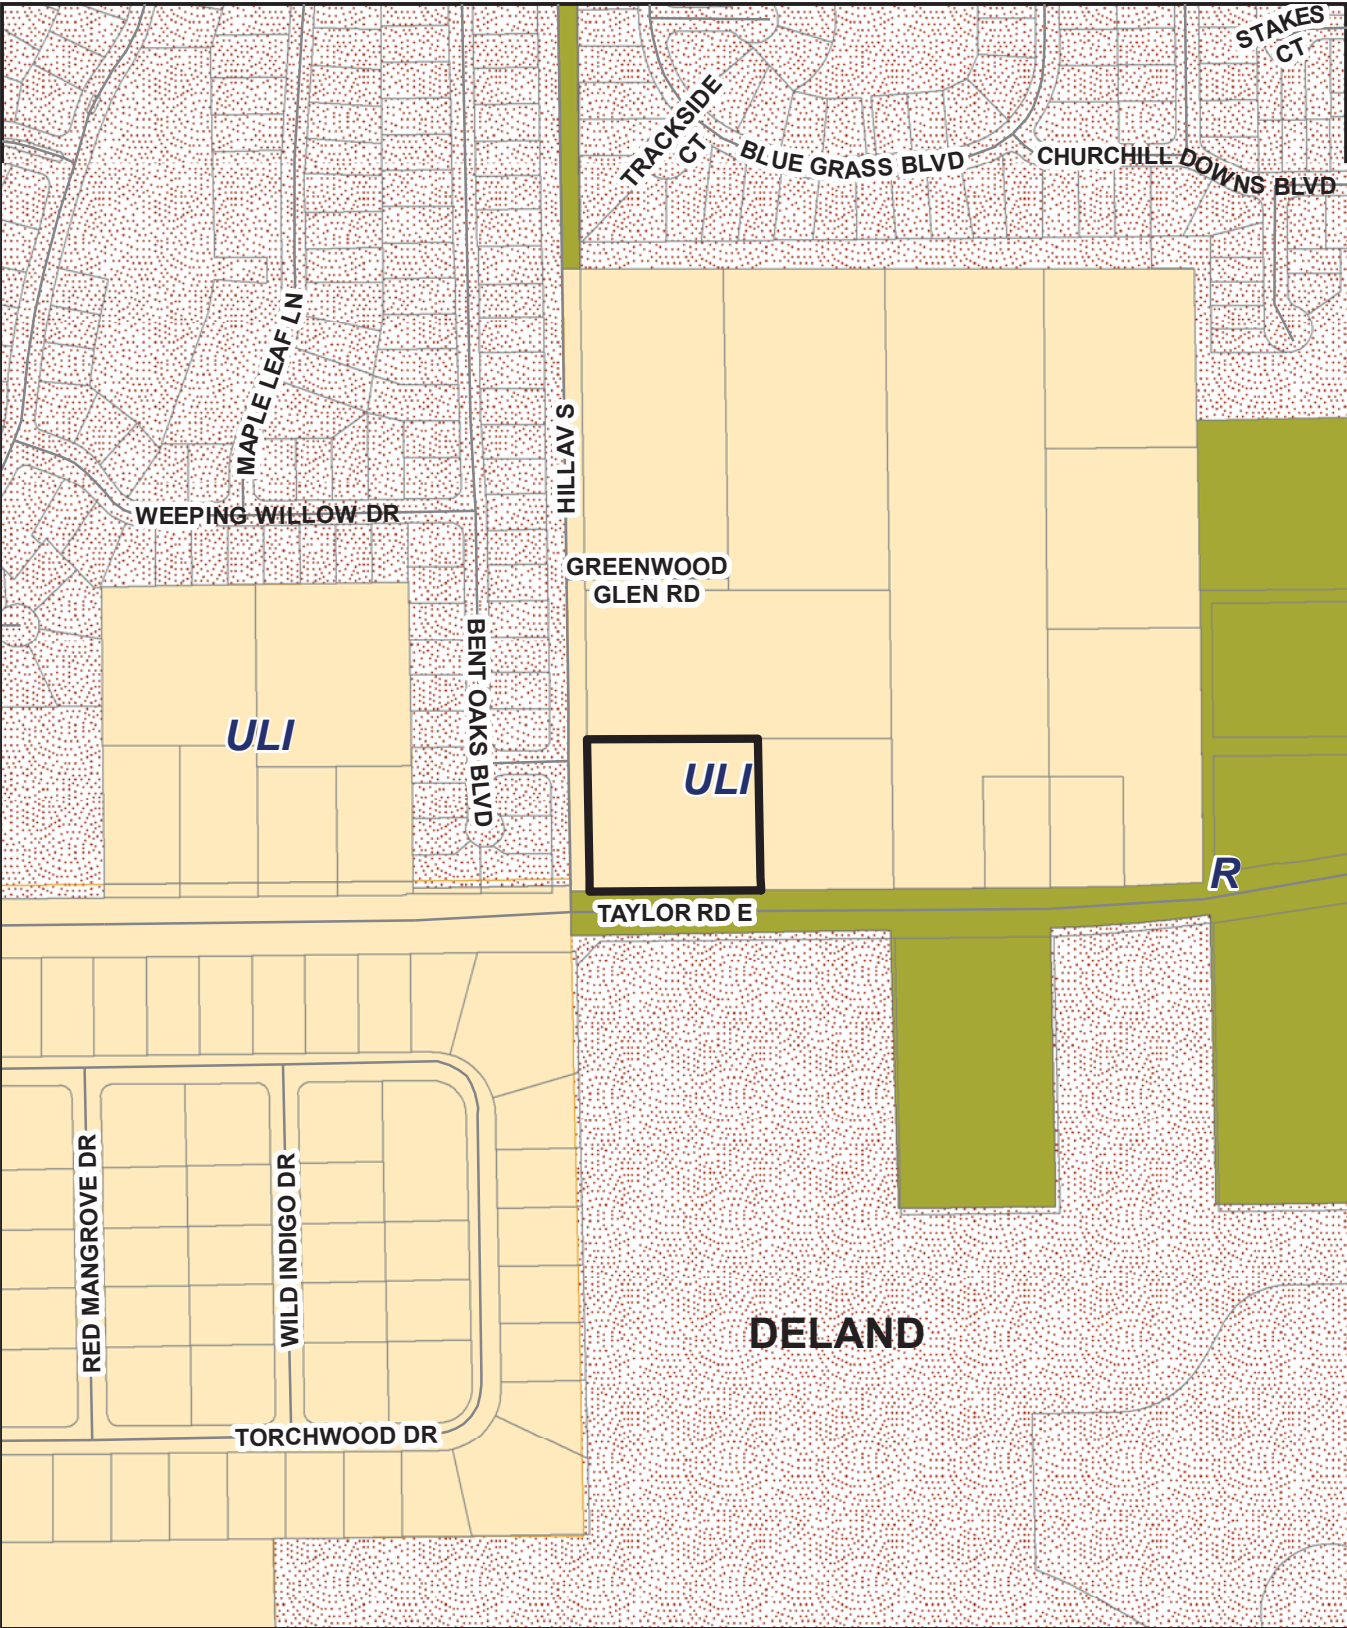 STAKES
CT
TRACKSIDE
CT
BLUE GRASS BLVD
CHURCHILL DOWNS BLVD
MAPLE LEAF LN
HILL AV S
WEEPING WILLOW DR
GREENWOOD
GLEN RD
BENT OAKS BLVD
ULI
ULI
R
TAYLOR RD E
RED MANGROVE DR
WILD INDIGO DR
DELAND
TORCHWOOD DR